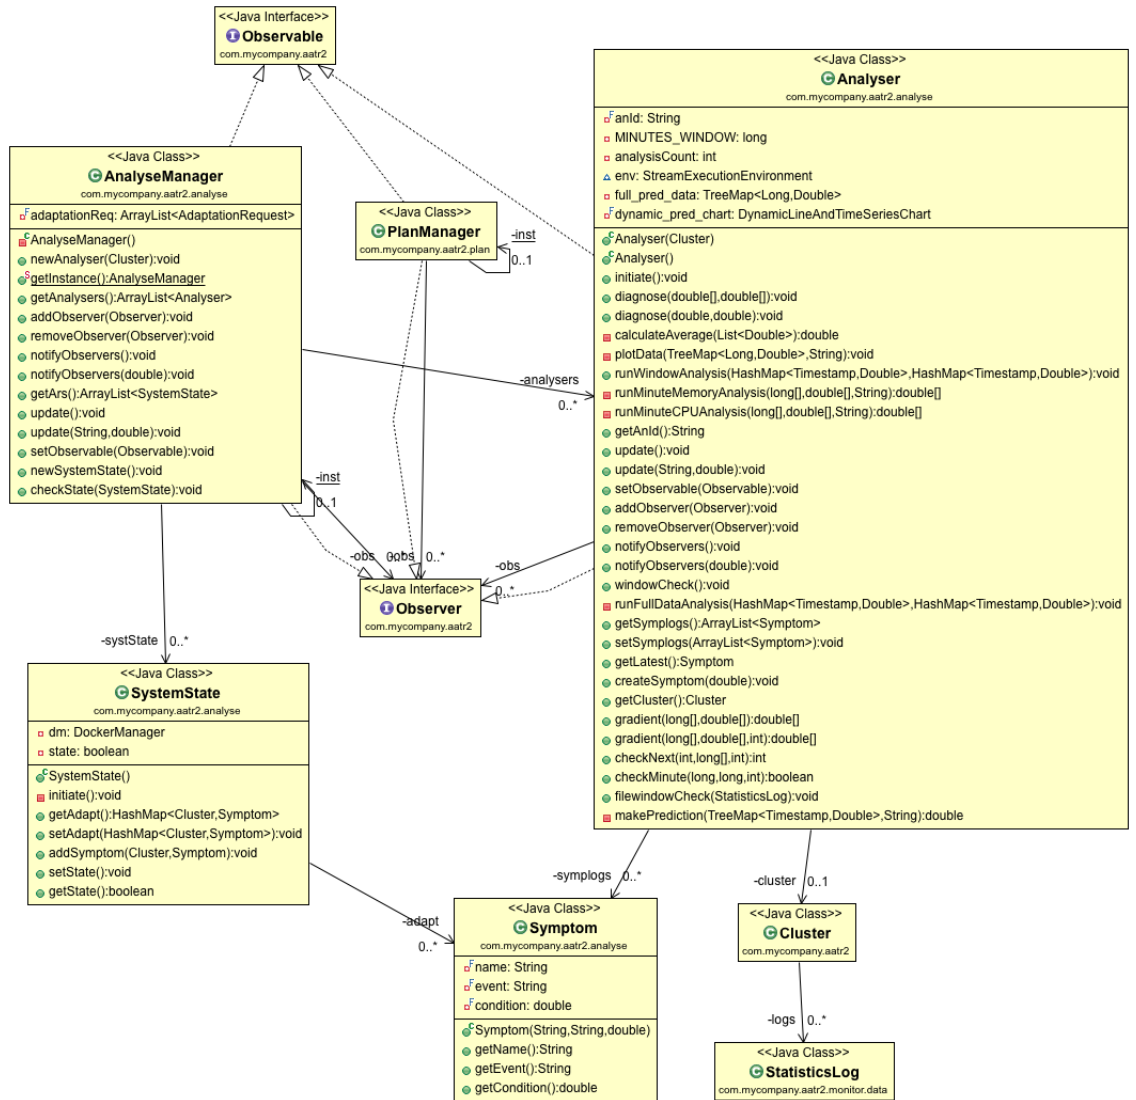 <<Java Interface>>
Observable
com.mycompany.aatr2
<<Java Class>>
AnalyseManager
com.mycompany.aatr2.analyse
adaptationReq: ArrayList<AdaptationRequest>
AnalyseManager()
newAnalyser(Cluster):void
getInstance():AnalyseManager
getAnalysers():ArrayList<Analyser>
addObserver(Observer):void
removeObserver(Observer):void
notifyObservers():void
notifyObservers(double):void
getArs():ArrayList<SystemState>
update():void
update(String,double):void
setObservable(Observable):void
newSystemState():void
checkState(SystemState):void
<<Java Class>>
PlanManager
com.mycompany.aatr2.plan
-inst
0..1
<<Java Class>>
Analyser
com.mycompany.aatr2.analyse
anId: String
MINUTES_WINDOW: long
analysisCount: int
env: StreamExecutionEnvironment
full_pred_data: TreeMap<Long,Double>
dynamic_pred_chart: DynamicLineAndTimeSeriesChart
Analyser(Cluster)
Analyser()
initiate():void
diagnose(double[],double[]):void
diagnose(double,double):void
calculateAverage(List<Double>):double
plotData(TreeMap<Long,Double>,String):void
runWindowAnalysis(HashMap<Timestamp,Double>,HashMap<Timestamp,Double>):void
runMinuteMemoryAnalysis(long[],double[],String):double[]
runMinuteCPUAnalysis(long[],double[],String):double[]
getAnId():String
update():void
update(String,double):void
setObservable(Observable):void
addObserver(Observer):void
removeObserver(Observer):void
notifyObservers():void
notifyObservers(double):void
windowCheck():void
runFullDataAnalysis(HashMap<Timestamp,Double>,HashMap<Timestamp,Double>):void
getSymplogs():ArrayList<Symptom>
setSymplogs(ArrayList<Symptom>):void
getLatest():Symptom
createSymptom(double):void
getCluster():Cluster
gradient(long[],double[]):double[]
gradient(long[],double[],int):double[]
checkNext(int,long[],int):int
checkMinute(long,long,int):boolean
filewindowCheck(StatisticsLog):void
makePrediction(TreeMap<Timestamp,Double>,String):double
-analysers
0..*
-inst
0..1
-obs
-obs
0..*
-obs
0..*
<<Java Interface>>
Observer
com.mycompany.aatr2
-systState
0..*
<<Java Class>>
SystemState
com.mycompany.aatr2.analyse
dm: DockerManager
state: boolean
SystemState()
initiate():void
getAdapt():HashMap<Cluster,Symptom>
setAdapt(HashMap<Cluster,Symptom>):void
addSymptom(Cluster,Symptom):void
setState():void
getState():boolean
-adapt
0..*
-symplogs
0..*
-cluster
0..1
<<Java Class>>
Symptom
com.mycompany.aatr2.analyse
name: String
event: String
condition: double
Symptom(String,String,double)
getName():String
getEvent():String
getCondition():double
<<Java Class>>
Cluster
com.mycompany.aatr2
-logs
0..*
<<Java Class>>
StatisticsLog
com.mycompany.aatr2.monitor.data